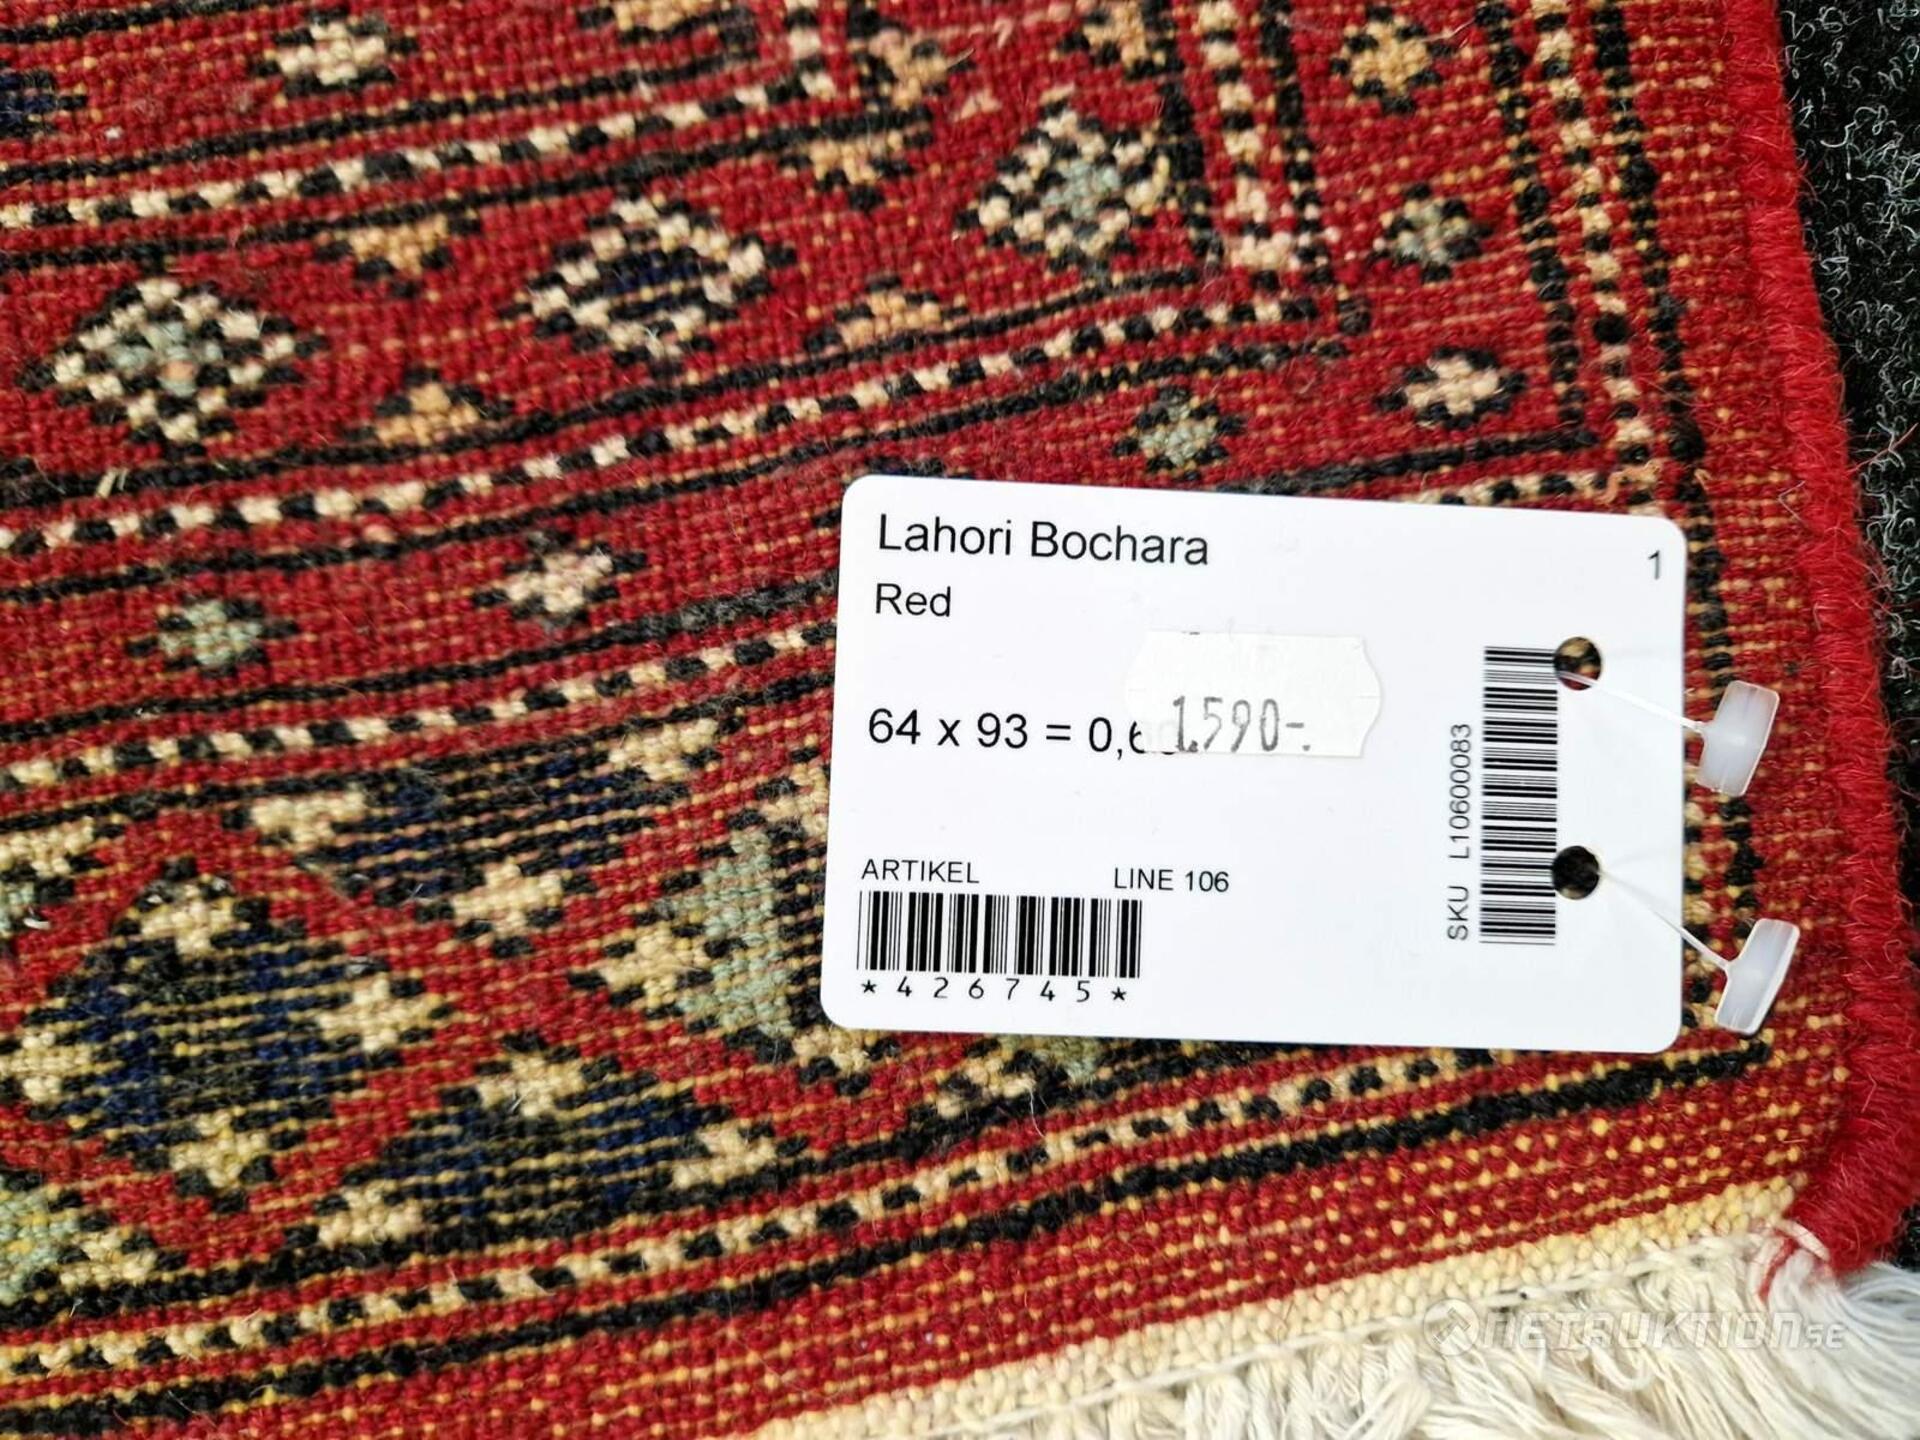 Lahori Bochara
1
Red
64 x 93 = 0,6
1.590-.
ARTIKEL
LINE 106
*426745*
SKU L10600083
NETAUKTION.SE